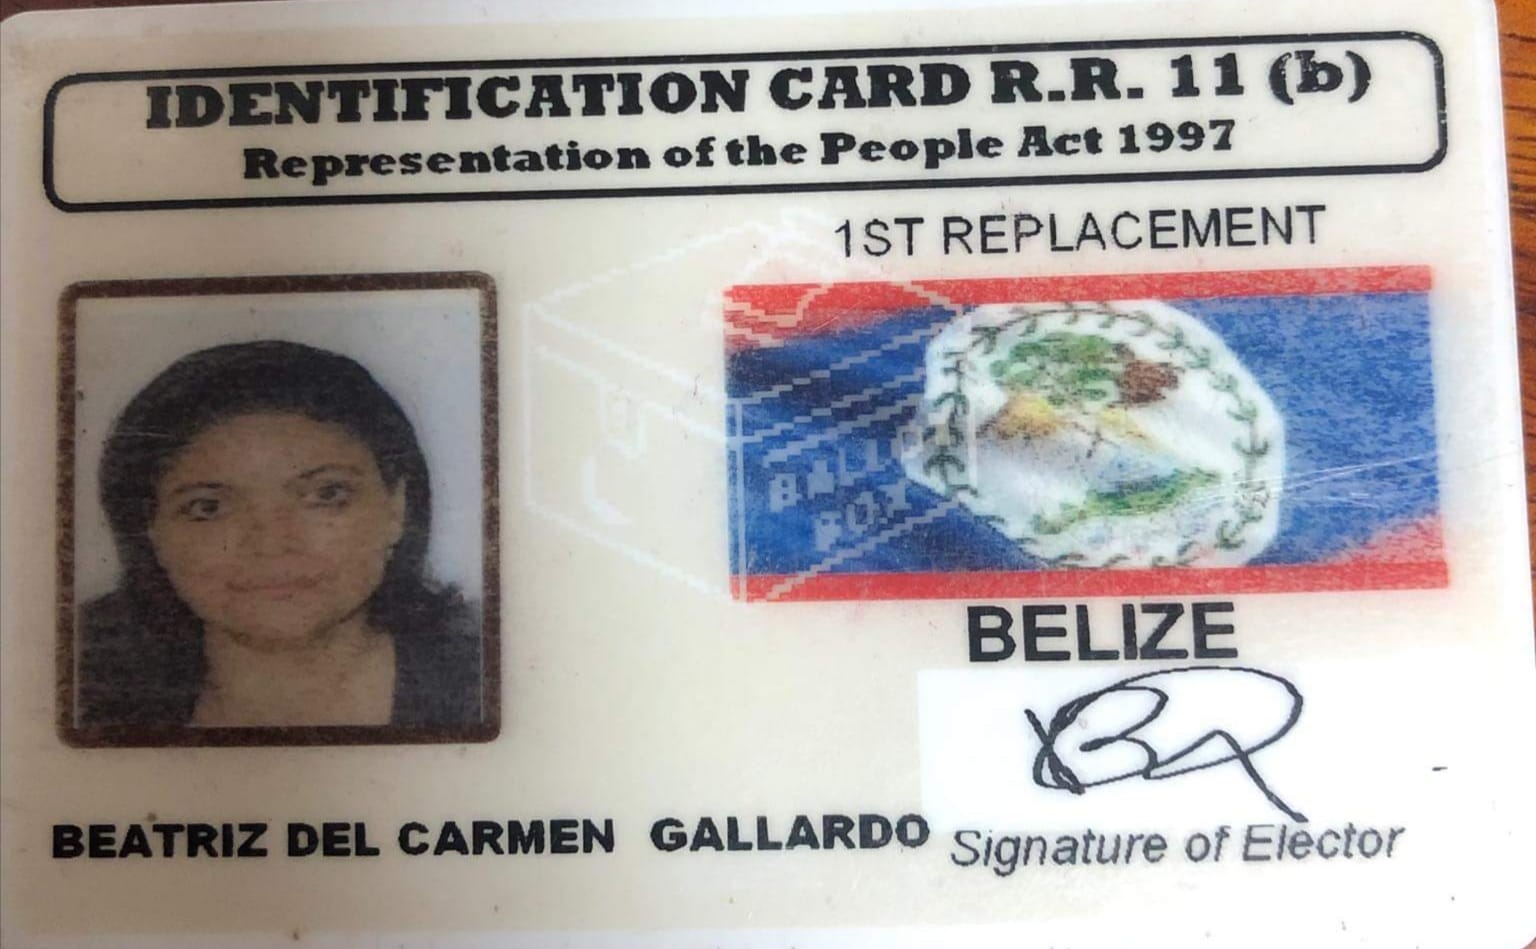 IDENTIFICATION CARD R.R. 11 (b)
Representation of the People Act 1997
1ST REPLACEMENT
BALLOT
BOX
BELIZE
BEATRIZ DEL CARMEN GALLARDO
Signature of Elector